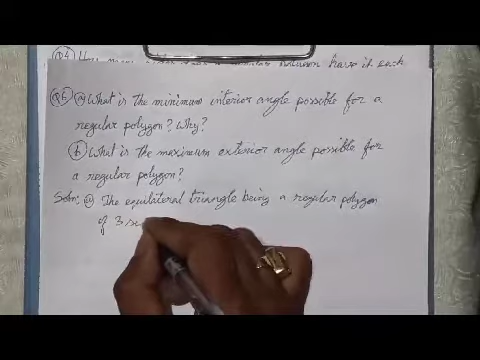 Q5 (a) What is the minimum interior angle possible for a
regular polygon? Why?
(b) What is the maximum exterior angle possible for
a regular polygon?
Soln: (a) The equilateral triangle being a regular polygon
of 3